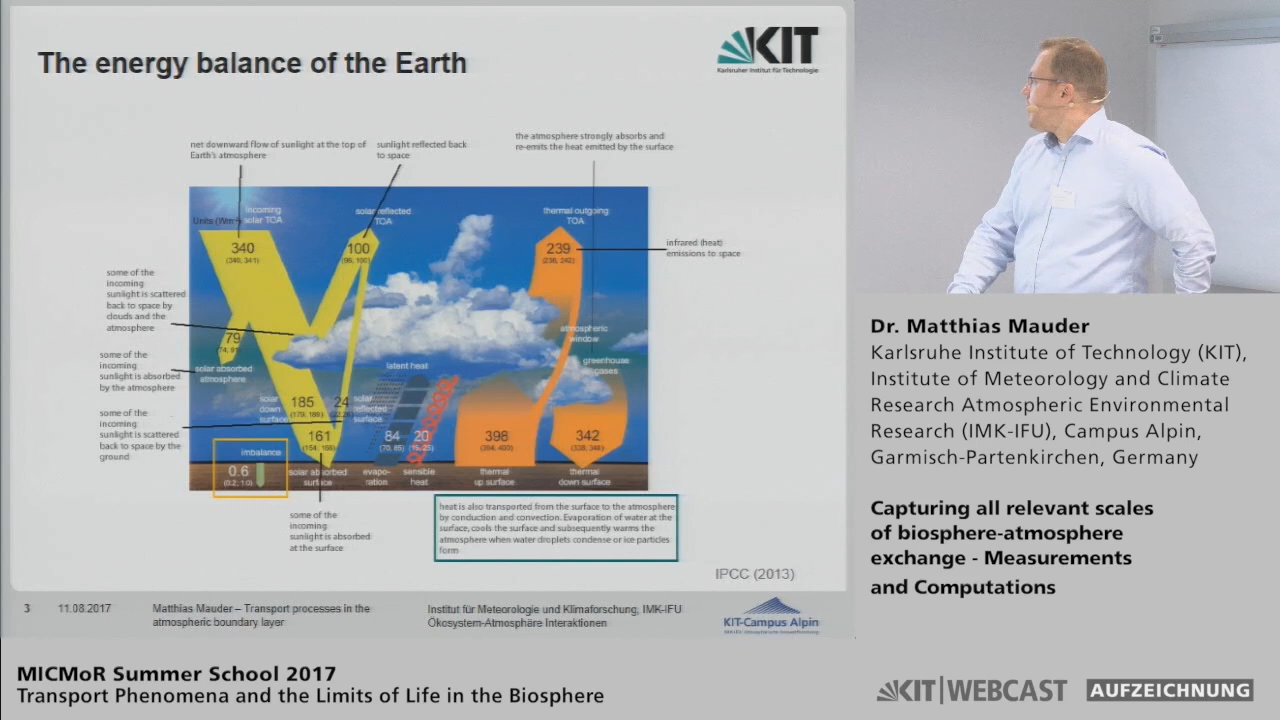 The energy balance of the Earth
KIT
Karlsruher Institut für Technologie
net downward flow of sunlight at the top of
Earth's atmosphere
sunlight reflected back
to space
the atmosphere strongly absorbs and
re-emits the heat emitted by the surface
Units (Wm⁻²)
incoming
solar TOA
solar reflected
TOA
thermal outgoing
TOA
340
(340, 341)
100
(96, 100)
239
(236, 242)
infrared (heat)
emissions to space
some of the
incoming
sunlight is scattered
back to space by
clouds and the
atmosphere
79
(74, 91)
solar absorbed
atmosphere
atmospheric
window
some of the
incoming
sunlight is absorbed
by the atmosphere
latent heat
greenhouse
gases
solar
down
surface
185
(179, 189)
24
solar
reflected
surface
some of the
incoming
sunlight is scattered
back to space by the
ground
161
(154, 166)
84
(70, 85)
20
(15, 25)
398
(394, 400)
342
(338, 348)
imbalance
0.6
(0.2, 1.0)
solar absorbed
surface
evapo-
ration
sensible
heat
thermal
up surface
thermal
down surface
some of the
incoming
sunlight is absorbed
at the surface
heat is also transported from the surface to the atmosphere
by conduction and convection. Evaporation of water at the
surface, cools the surface and subsequently warms the
atmosphere when water droplets condense or ice particles
form
IPCC (2013)
3
11.08.2017
Matthias Mauder – Transport processes in the
atmospheric boundary layer
Institut für Meteorologie und Klimaforschung, IMK-IFU
Ökosystem-Atmosphäre Interaktionen
KIT-Campus Alpin
Dr. Matthias Mauder
Karlsruhe Institute of Technology (KIT),
Institute of Meteorology and Climate
Research Atmospheric Environmental
Research (IMK-IFU), Campus Alpin,
Garmisch-Partenkirchen, Germany
Capturing all relevant scales
of biosphere-atmosphere
exchange - Measurements
and Computations
MICMoR Summer School 2017
Transport Phenomena and the Limits of Life in the Biosphere
KIT|WEBCAST
AUFZEICHNUNG